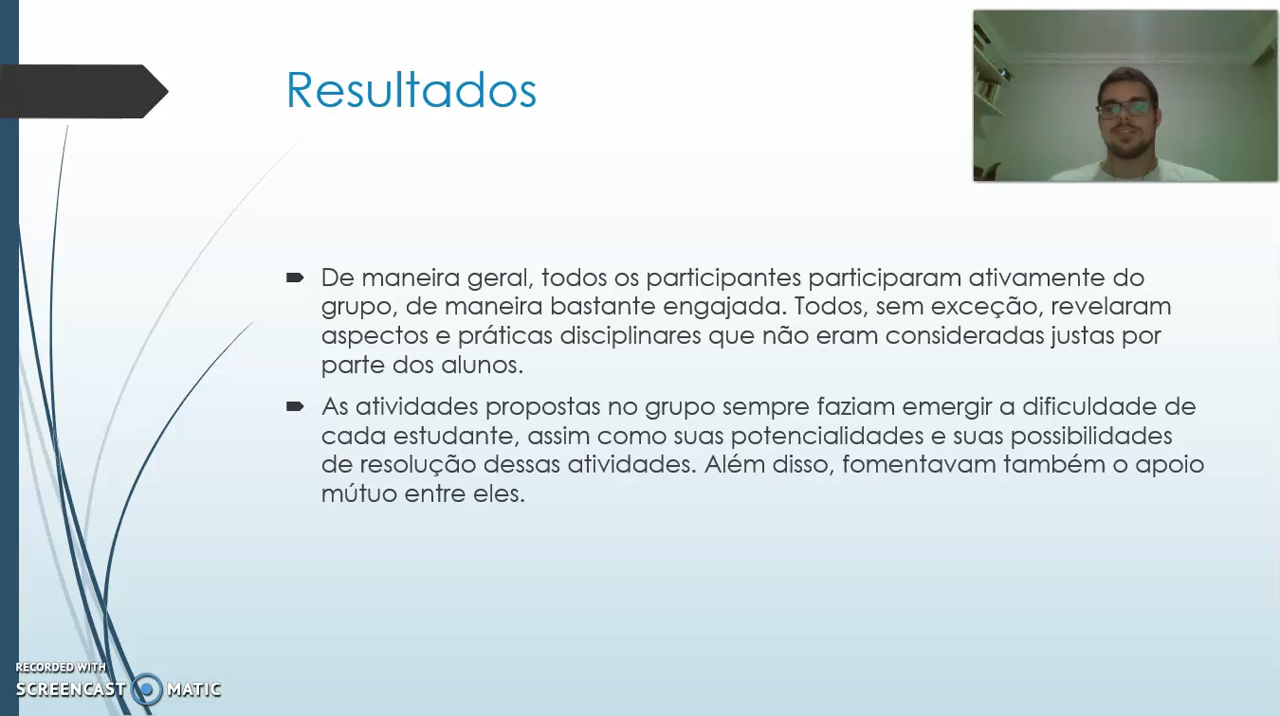 Resultados
De maneira geral, todos os participantes participaram ativamente do
grupo, de maneira bastante engajada. Todos, sem exceção, revelaram
aspectos e práticas disciplinares que não eram consideradas justas por
parte dos alunos.
As atividades propostas no grupo sempre faziam emergir a dificuldade de
cada estudante, assim como suas potencialidades e suas possibilidades
de resolução dessas atividades. Além disso, fomentavam também o apoio
mútuo entre eles.
RECORDED WITH
SCREENCAST MATIC